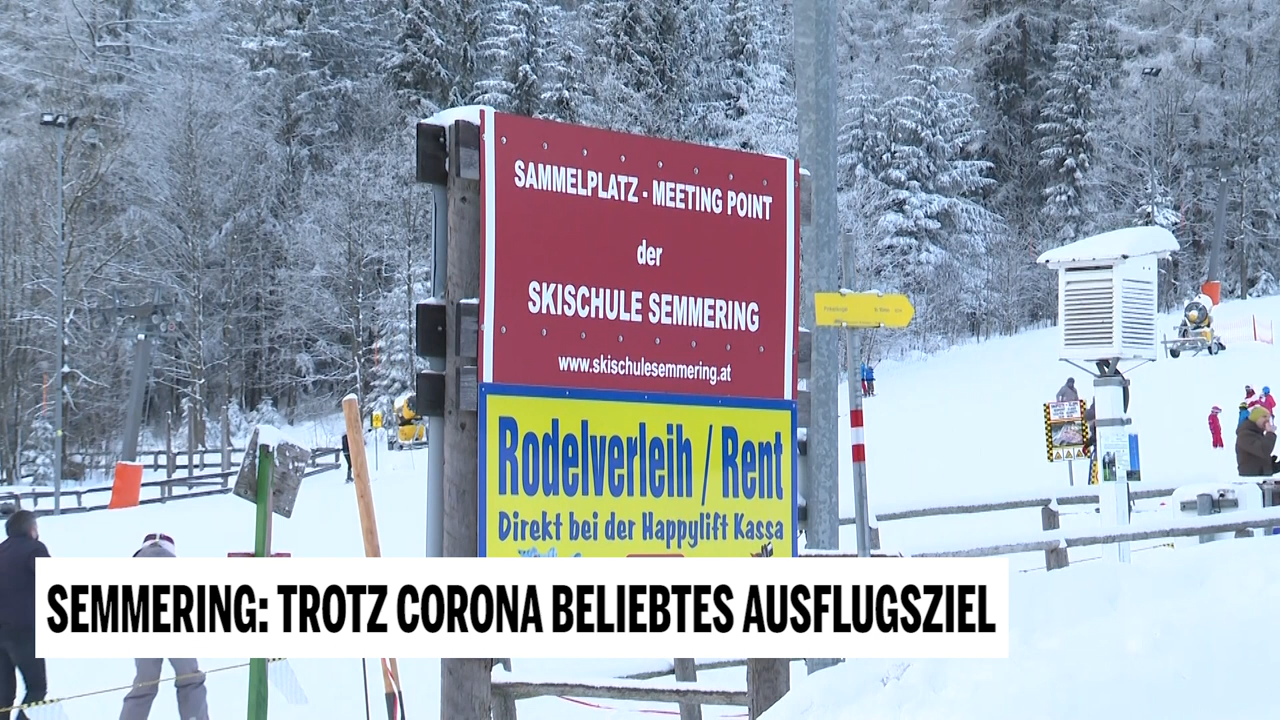 SAMMELPLATZ - MEETING POINT
der
SKISCHULE SEMMERING
www.skischulesemmering.at
Rodelverleih / Rent
Direkt bei der Happylift Kassa
SEMMERING: TROTZ CORONA BELIEBTES AUSFLUGSZIEL